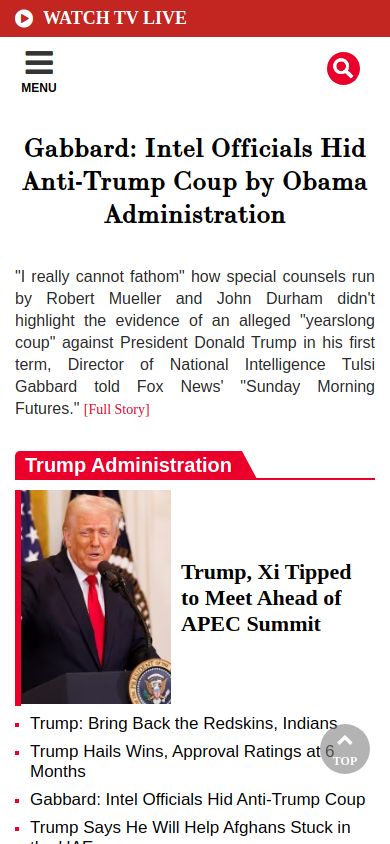 WATCH TV LIVE
MENU
Gabbard: Intel Officials Hid
Anti-Trump Coup by Obama
Administration
"I really cannot fathom" how special counsels run
by Robert Mueller and John Durham didn't
highlight the evidence of an alleged "yearslong
coup" against President Donald Trump in his first
term, Director of National Intelligence Tulsi
Gabbard told Fox News' "Sunday Morning
Futures." [Full Story]
Trump Administration
Trump, Xi Tipped
to Meet Ahead of
APEC Summit
Trump: Bring Back the Redskins, Indians
Trump Hails Wins, Approval Ratings at 6
Months
TOP
Gabbard: Intel Officials Hid Anti-Trump Coup
Trump Says He Will Help Afghans Stuck in
the UAE